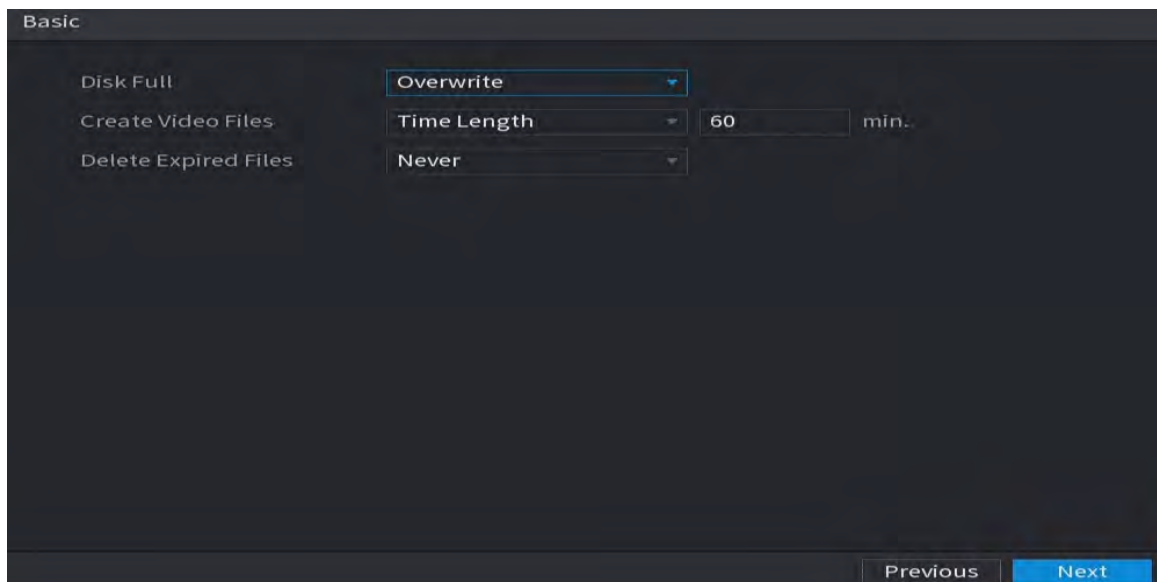 Basic
Disk Full Overwrite
Create Video Files Time Length 60 min.
Delete Expired Files Never
Previous Next